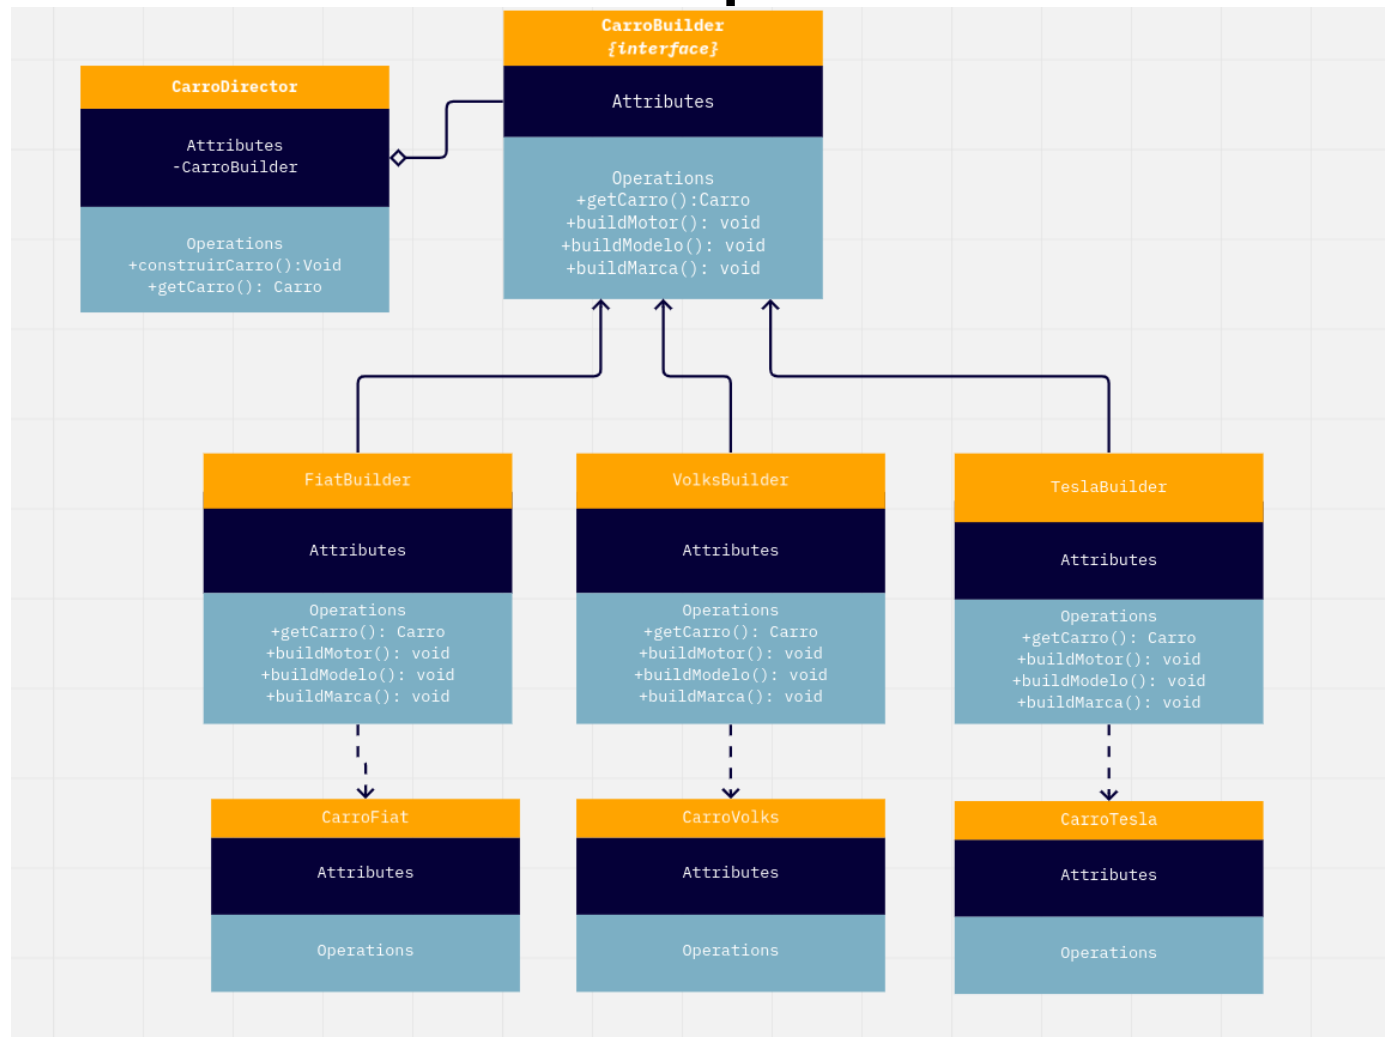 CarroBuilder
{interface}
Attributes
Operations
+getCarro():Carro
+buildMotor(): void
+buildModelo(): void
+buildMarca(): void
CarroDirector
Attributes
-CarroBuilder
Operations
+construirCarro():Void
+getCarro(): Carro
FiatBuilder
Attributes
Operations
+getCarro(): Carro
+buildMotor(): void
+buildModelo(): void
+buildMarca(): void
VolksBuilder
Attributes
Operations
+getCarro(): Carro
+buildMotor(): void
+buildModelo(): void
+buildMarca(): void
TeslaBuilder
Attributes
Operations
+getCarro(): Carro
+buildMotor(): void
+buildModelo(): void
+buildMarca(): void
CarroFiat
Attributes
Operations
CarroVolks
Attributes
Operations
CarroTesla
Attributes
Operations